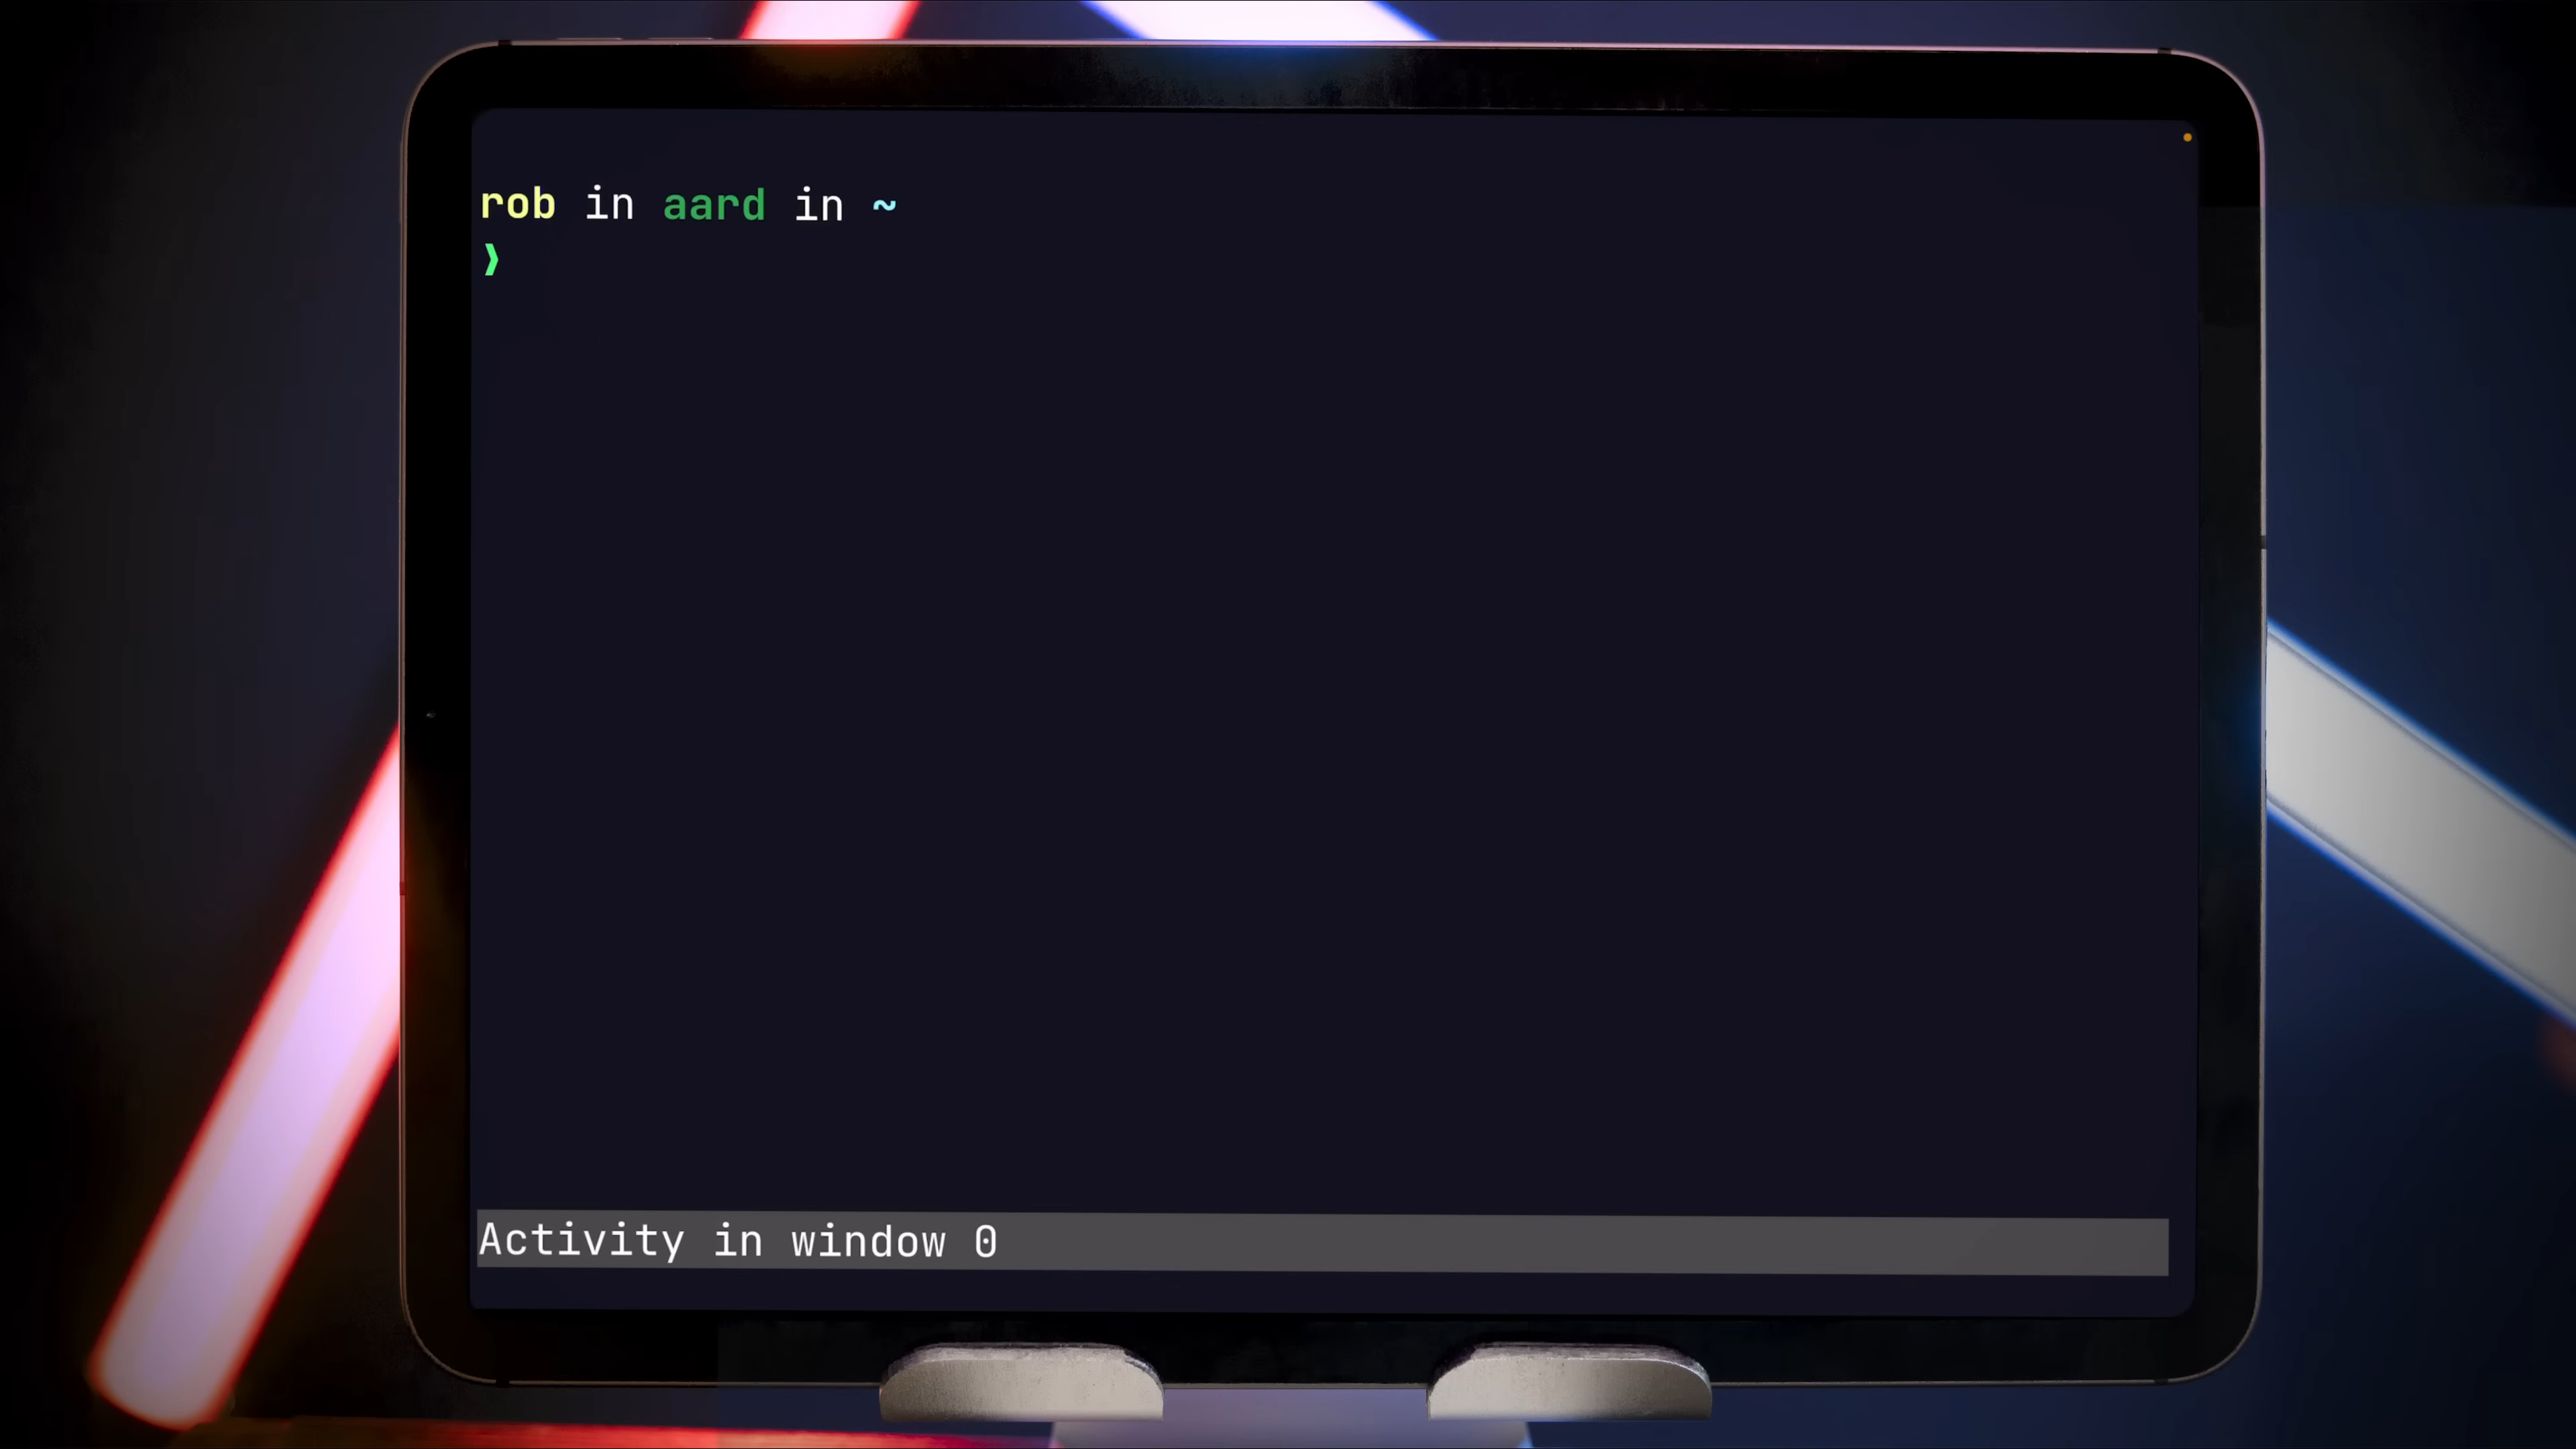 rob in aard in ~
❯
Activity in window 0